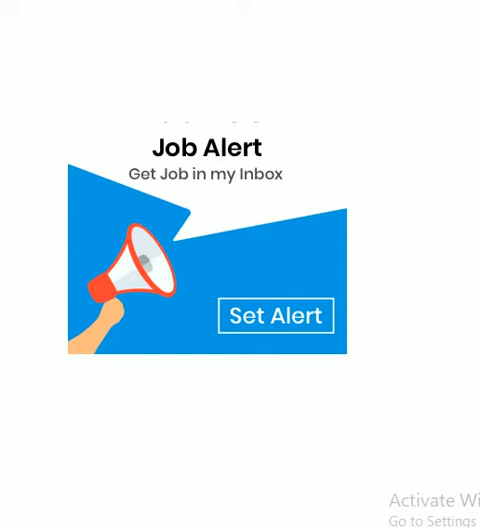 Job Alert
Get Job in my Inbox
Set Alert
Activate Wi
Go to Settings